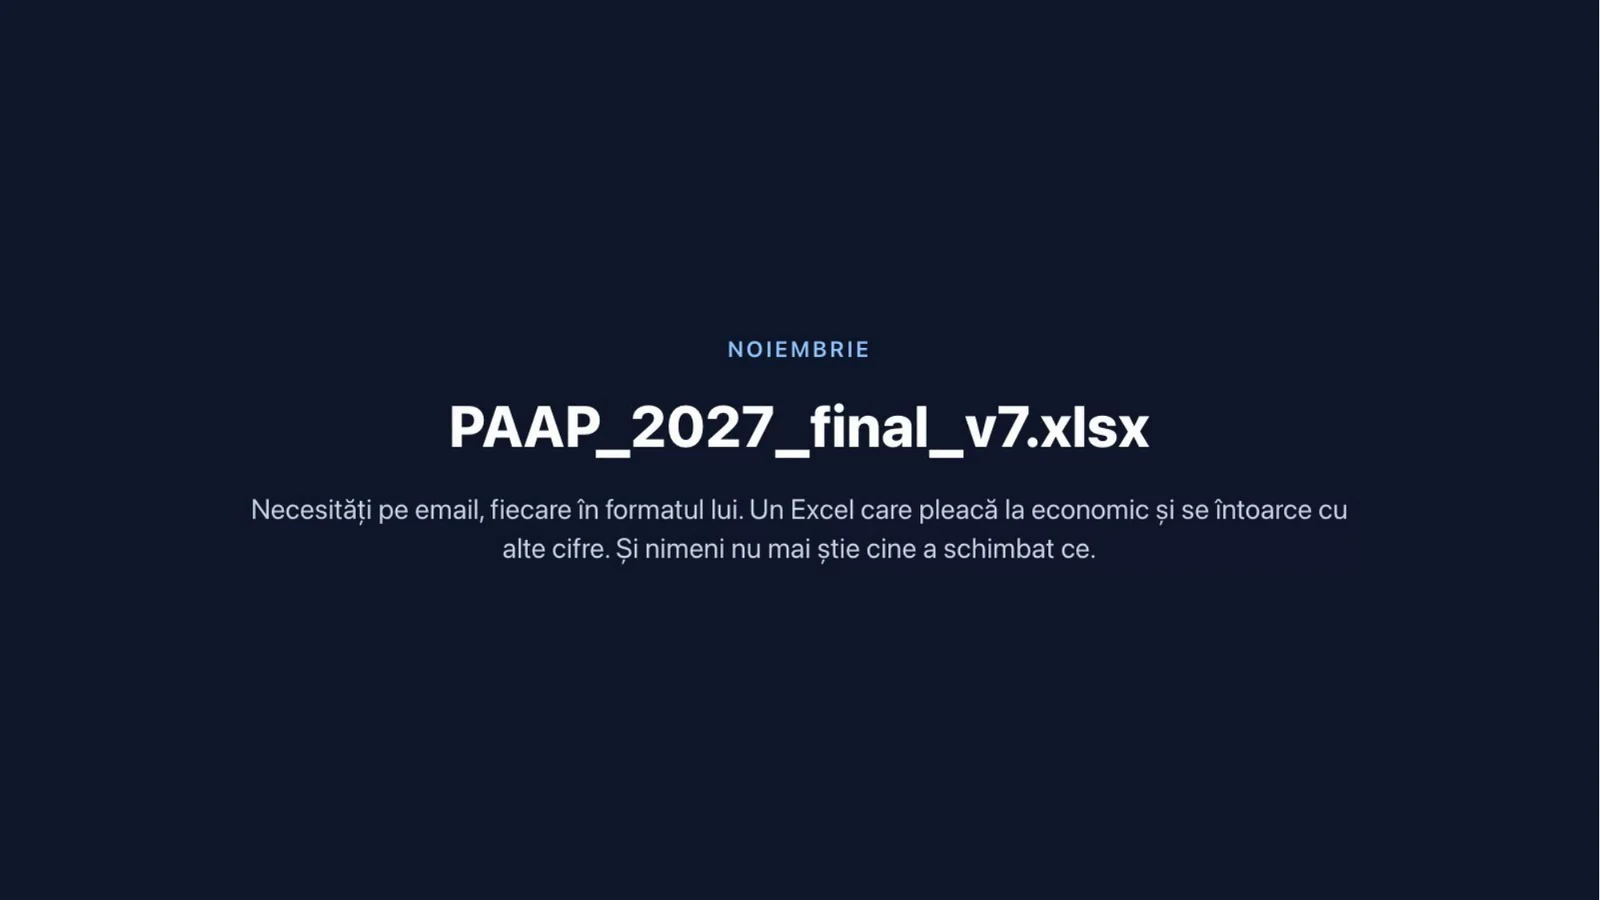 NOIEMBRIE
PAAP_2027_final_v7.xlsx
Necesități pe email, fiecare în formatul lui. Un Excel care pleacă la economic și se întoarce cu
alte cifre. Și nimeni nu mai știe cine a schimbat ce.